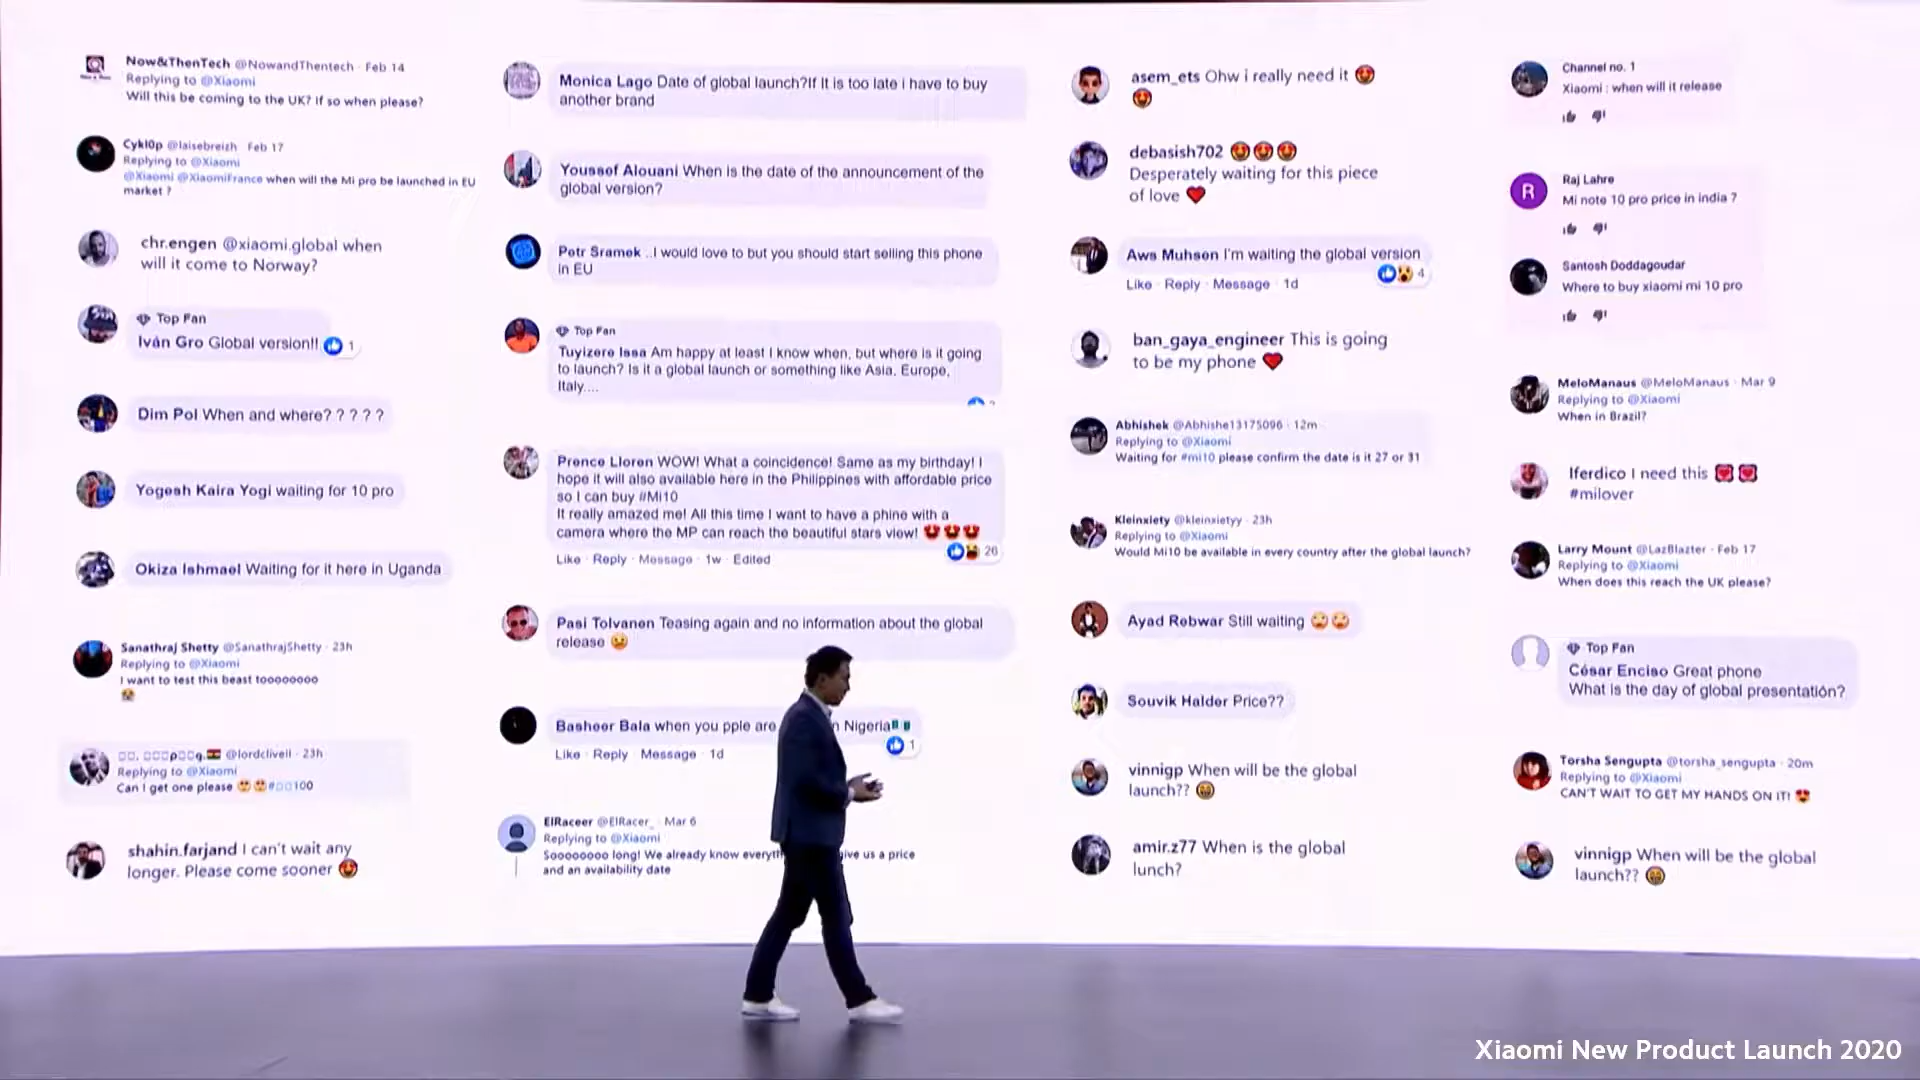 Now&ThenTech @NowandThentech · Feb 14
Replying to @Xiaomi
Will this be coming to the UK? If so when please?
Cykl0p @laisebreizh Feb 17
Replying to @Xiaomi
@Xiaomi @XiaomiFrance when will the Mi pro be launched in EU
market ?
chr.engen @xiaomi.global when
will it come to Norway?
Top Fan
Iván Gro Global version!! 1
Dim Pol When and where? ? ? ? ?
Yogesh Kaira Yogi waiting for 10 pro
Okiza Ishmael Waiting for it here in Uganda
Sanathraj Shetty @SanathrajShetty · 23h
Replying to @Xiaomi
I want to test this beast toooooooo
@lordclivell · 23h
Replying to @Xiaomi
Can I get one please
shahin.farjand I can't wait any
longer. Please come sooner
Monica Lago Date of global launch?If It is too late i have to buy
another brand
Youssef Alouani When is the date of the announcement of the
global version?
Petr Sramek ..I would love to but you should start selling this phone
in EU
Top Fan
Tuyizere Issa Am happy at least I know when, but where is it going
to launch? Is it a global launch or something like Asia, Europe,
Italy....
Prence Lloren WOW! What a coincidence! Same as my birthday! I
hope it will also available here in the Philippines with affordable price
so I can buy #Mi10
It really amazed me! All this time I want to have a phine with a
camera where the MP can reach the beautiful stars view!
26
Like · Reply · Message · 1w · Edited
Pasi Tolvanen Teasing again and no information about the global
release
Basheer Bala when you pple are Nigeria
Like · Reply · Message · 1d 1
ElRaceer @ElRacer_ · Mar 6
Replying to @Xiaomi
Soooooooo long! We already know give us a price
and an availability date
asem_ets Ohw i really need it
debasish702
Desperately waiting for this piece
of love
Aws Muhsen I'm waiting the global version
4
Like · Reply · Message · 1d
ban_gaya_engineer This is going
to be my phone
Abhishek @Abhishe13175096 · 12m
Replying to @Xiaomi
Waiting for #mi10 please confirm the date is it 27 or 31
Kleinxiety @kleinxietyy · 23h
Replying to @Xiaomi
Would Mi10 be available in every country after the global launch?
Ayad Rebwar Still waiting
Souvik Halder Price??
vinnigp When will be the global
launch??
amir.z77 When is the global
lunch?
Channel no. 1
Xiaomi : when will it release
Raj Lahre
R
Mi note 10 pro price in india ?
Santosh Doddagoudar
Where to buy xiaomi mi 10 pro
MeloManaus @MeloManaus · Mar 9
Replying to @Xiaomi
When in Brazil?
lferdico I need this
#milover
Larry Mount @LazBlazter · Feb 17
Replying to @Xiaomi
When does this reach the UK please?
Top Fan
César Enciso Great phone
What is the day of global presentatión?
Torsha Sengupta @torsha_sengupta · 20m
Replying to @Xiaomi
CAN'T WAIT TO GET MY HANDS ON IT!
vinnigp When will be the global
launch??
Xiaomi New Product Launch 2020